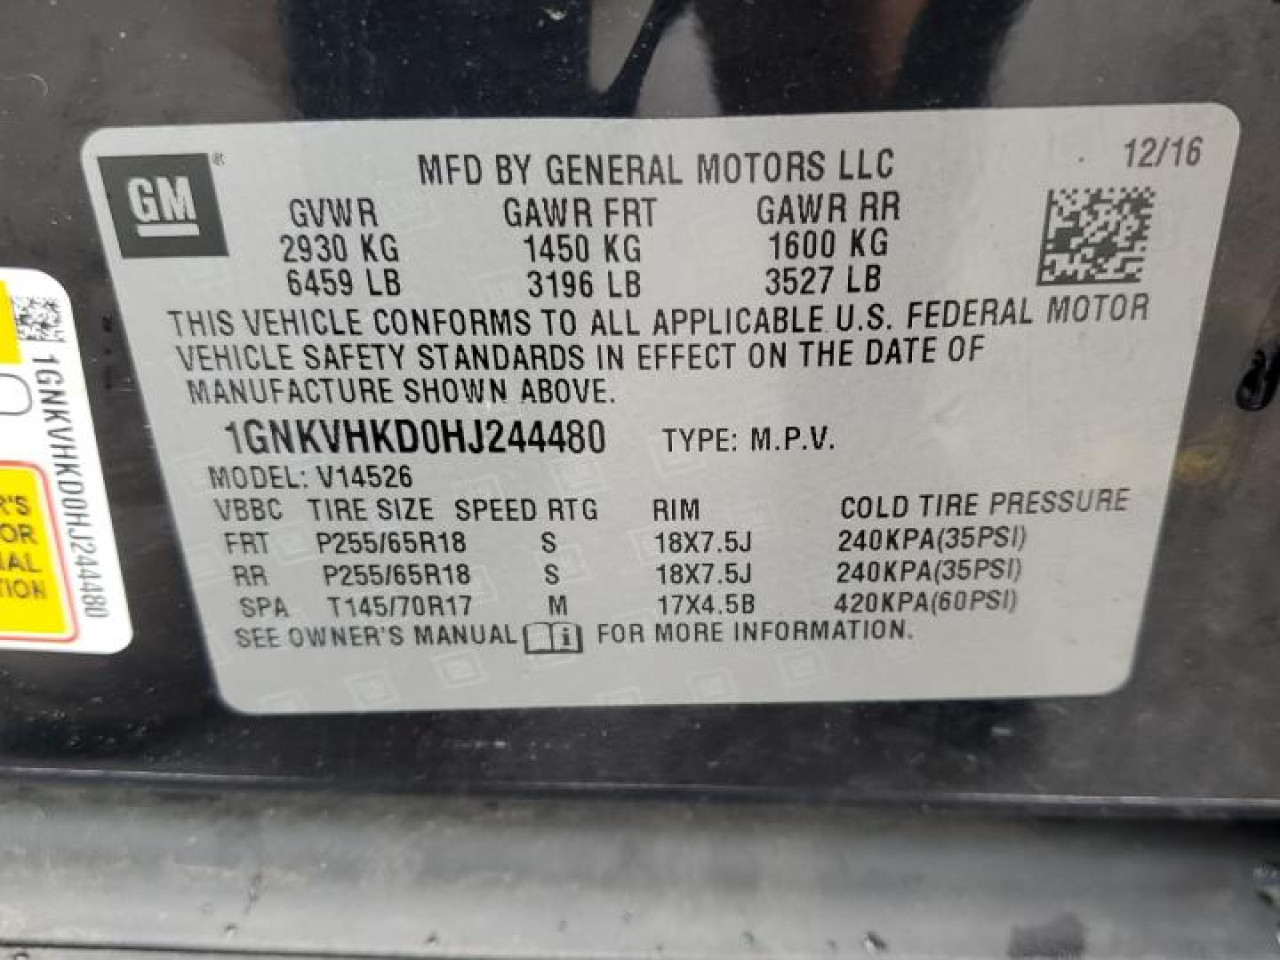 GM ®
MFD BY GENERAL MOTORS LLC
12/16
GVWR GAWR FRT GAWR RR
2930 KG 1450 KG 1600 KG
6459 LB 3196 LB 3527 LB
THIS VEHICLE CONFORMS TO ALL APPLICABLE U.S. FEDERAL MOTOR
VEHICLE SAFETY STANDARDS IN EFFECT ON THE DATE OF
MANUFACTURE SHOWN ABOVE.
1GNKVHKD0HJ244480 TYPE: M.P.V.
MODEL: V14526
VBBC TIRE SIZE SPEED RTG RIM COLD TIRE PRESSURE
FRT P255/65R18 S 18X7.5J 240KPA(35PSI)
RR P255/65R18 S 18X7.5J 240KPA(35PSI)
SPA T145/70R17 M 17X4.5B 420KPA(60PSI)
SEE OWNER'S MANUAL i FOR MORE INFORMATION.
1GNKVHKD0HJ244480
R'S
OR
IAL
TION